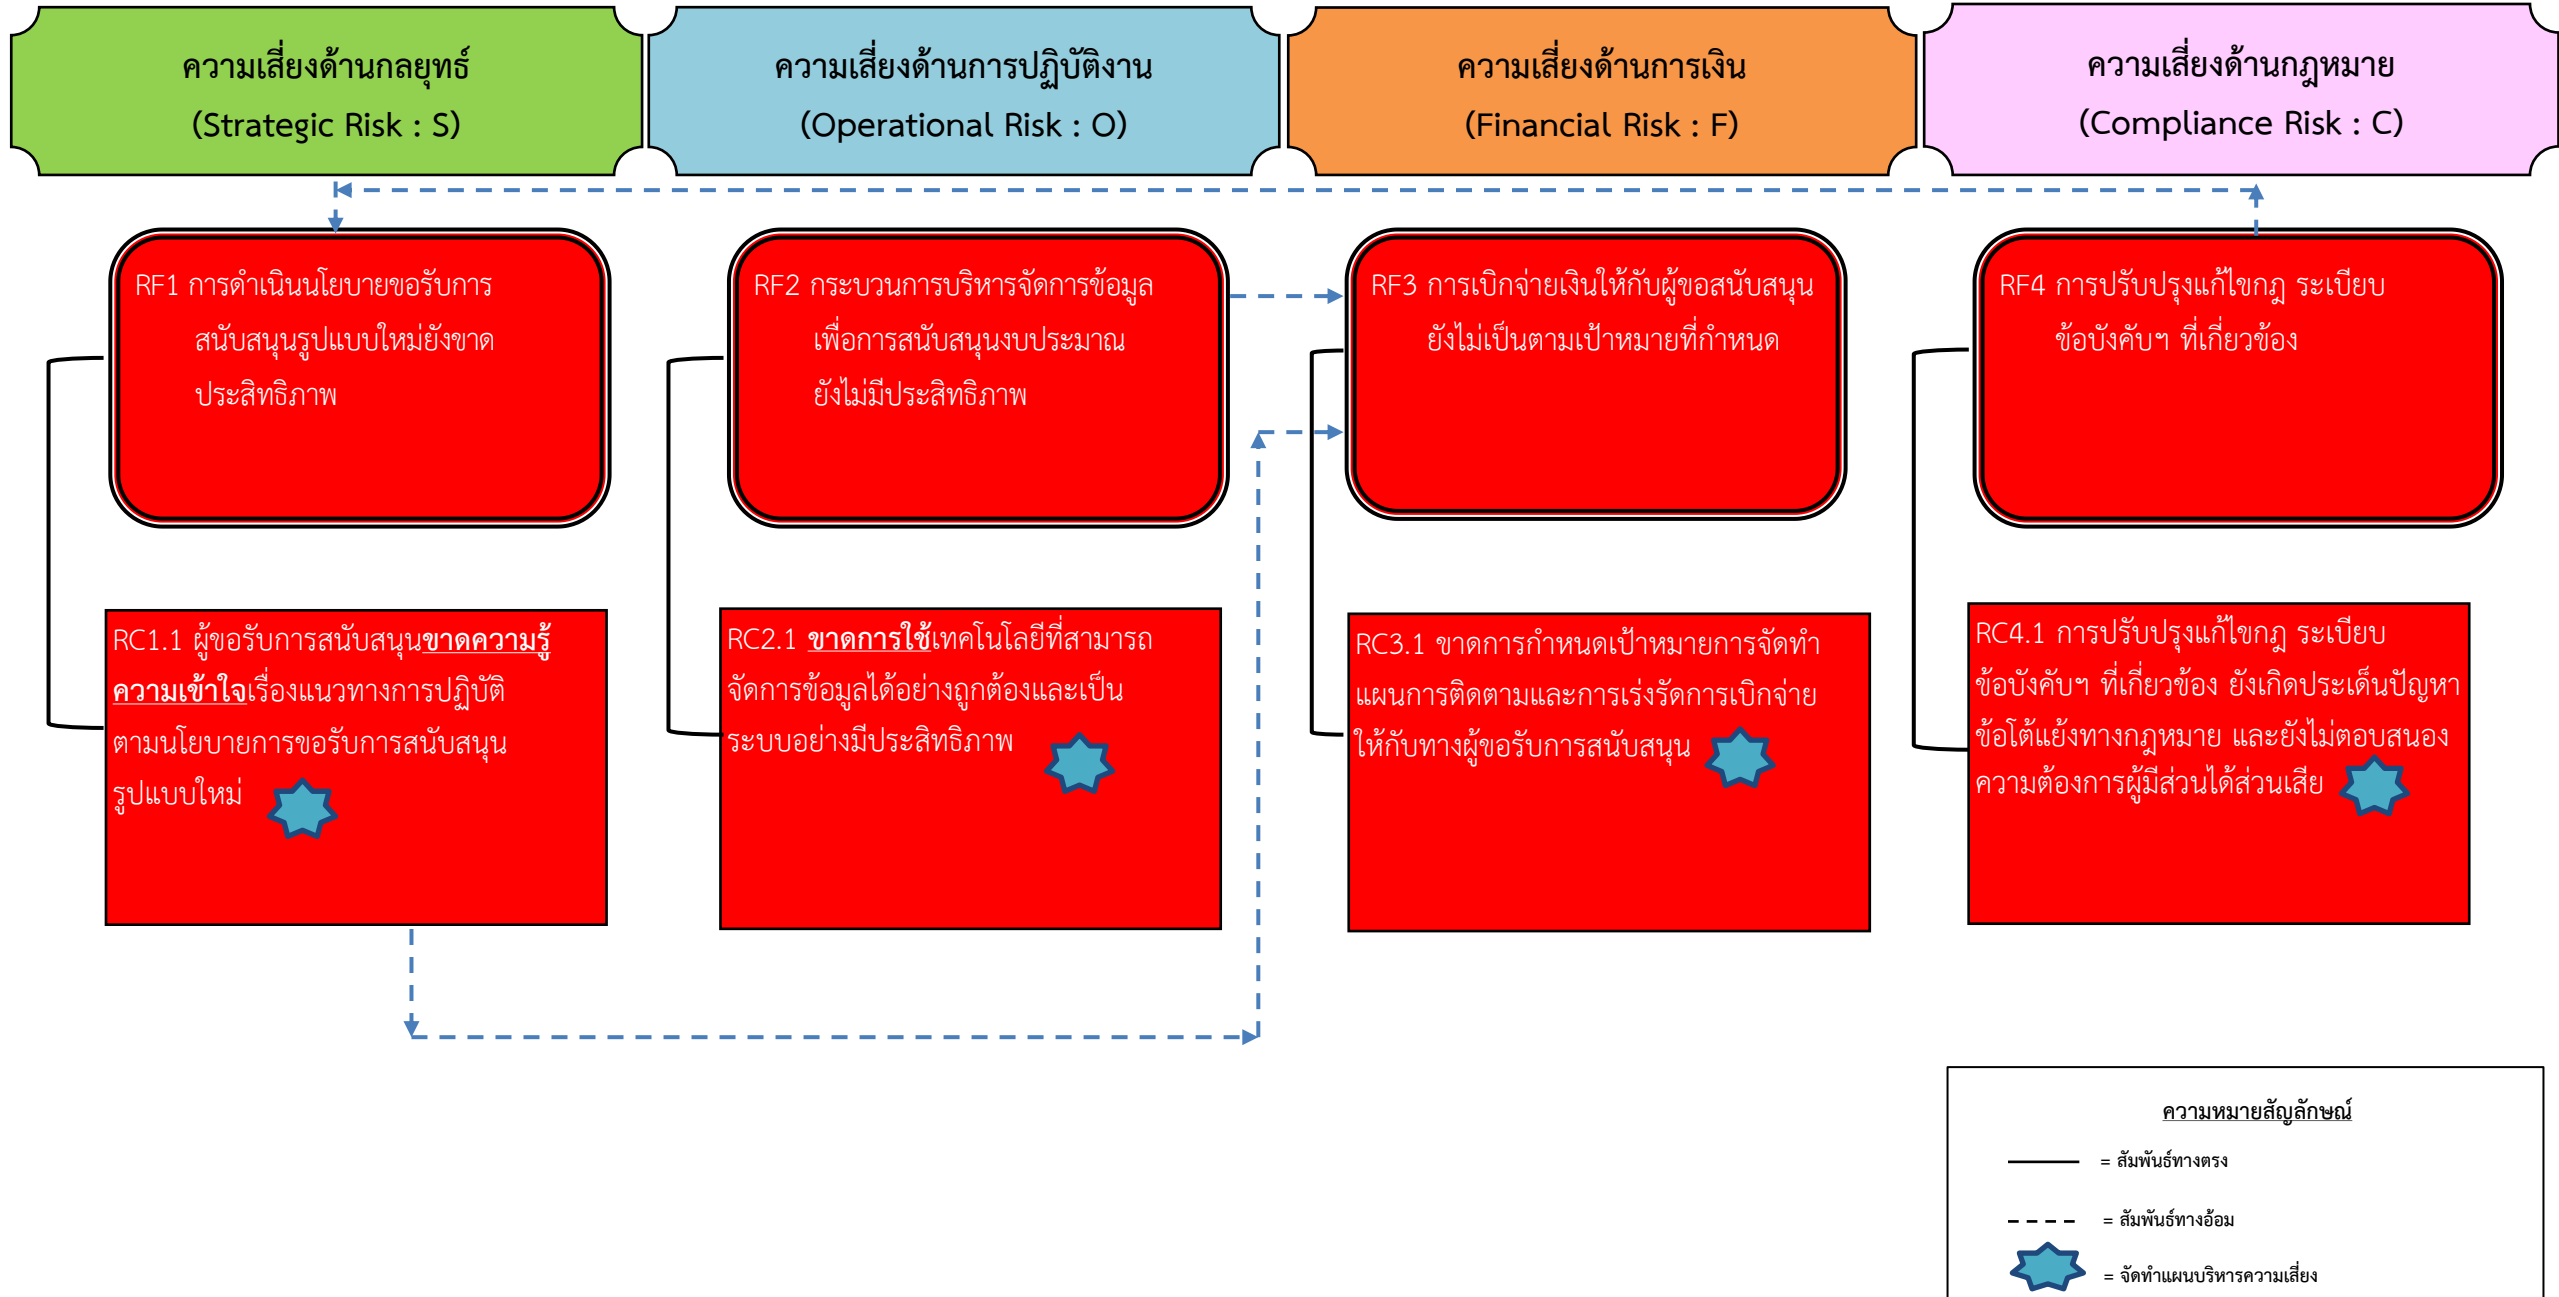 ความเสี่ยงด้านกลยุทธ์
(Strategic Risk : S)
ความเสี่ยงด้านการปฏิบัติงาน
(Operational Risk : O)
ความเสี่ยงด้านการเงิน
(Financial Risk : F)
ความเสี่ยงด้านกฎหมาย
(Compliance Risk : C)
RF1 การดำเนินนโยบายขอรับการ
สนับสนุนรูปแบบใหม่ยังขาด
ประสิทธิภาพ
RF2 กระบวนการบริหารจัดการข้อมูล
เพื่อการสนับสนุนงบประมาณ
ยังไม่มีประสิทธิภาพ
RF3 การเบิกจ่ายเงินให้กับผู้ขอสนับสนุน
ยังไม่เป็นตามเป้าหมายที่กำหนด
RF4 การปรับปรุงแก้ไขกฎ ระเบียบ
ข้อบังคับฯ ที่เกี่ยวข้อง
RC1.1 ผู้ขอรับการสนับสนุนขาดความรู้
ความเข้าใจเรื่องแนวทางการปฏิบัติ
ตามนโยบายการขอรับการสนับสนุน
รูปแบบใหม่
RC2.1 ขาดการใช้เทคโนโลยีที่สามารถ
จัดการข้อมูลได้อย่างถูกต้องและเป็น
ระบบอย่างมีประสิทธิภาพ
RC3.1 ขาดการกำหนดเป้าหมายการจัดทำ
แผนการติดตามและการเร่งรัดการเบิกจ่าย
ให้กับทางผู้ขอรับการสนับสนุน
RC4.1 การปรับปรุงแก้ไขกฎ ระเบียบ
ข้อบังคับฯ ที่เกี่ยวข้อง ยังเกิดประเด็นปัญหา
ข้อโต้แย้งทางกฎหมาย และยังไม่ตอบสนอง
ความต้องการผู้มีส่วนได้ส่วนเสีย
ความหมายสัญลักษณ์
= สัมพันธ์ทางตรง
= สัมพันธ์ทางอ้อม
= จัดทำแผนบริหารความเสี่ยง